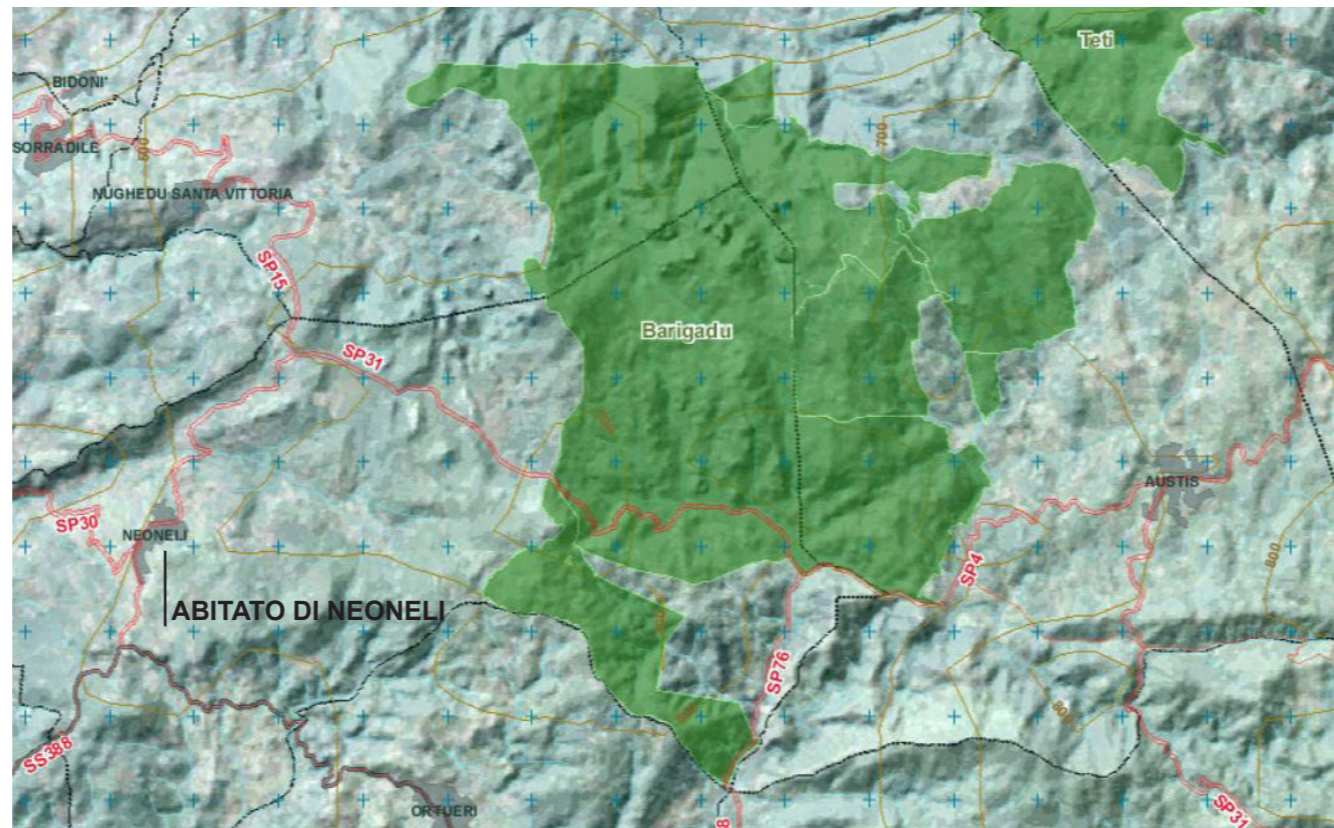 Teti
BIDONI'
SORRADILE
600
700
NUGHEDU SANTA VITTORIA
SP15
Barigadu
SP31
AUSTIS
SP30
NEONELI
800
SP4
ABITATO DI NEONELI
SP76
800
SS388
ORTUERI
SP31